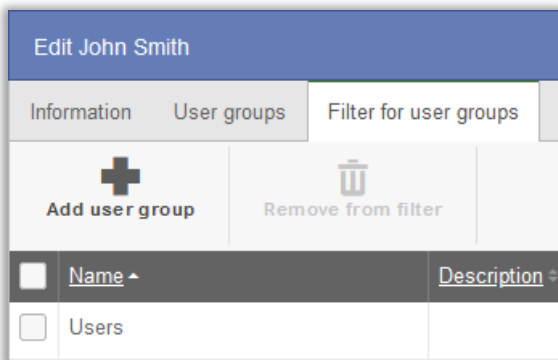 Edit John Smith
Information User groups Filter for user groups
Add user group Remove from filter
Name Description
Users